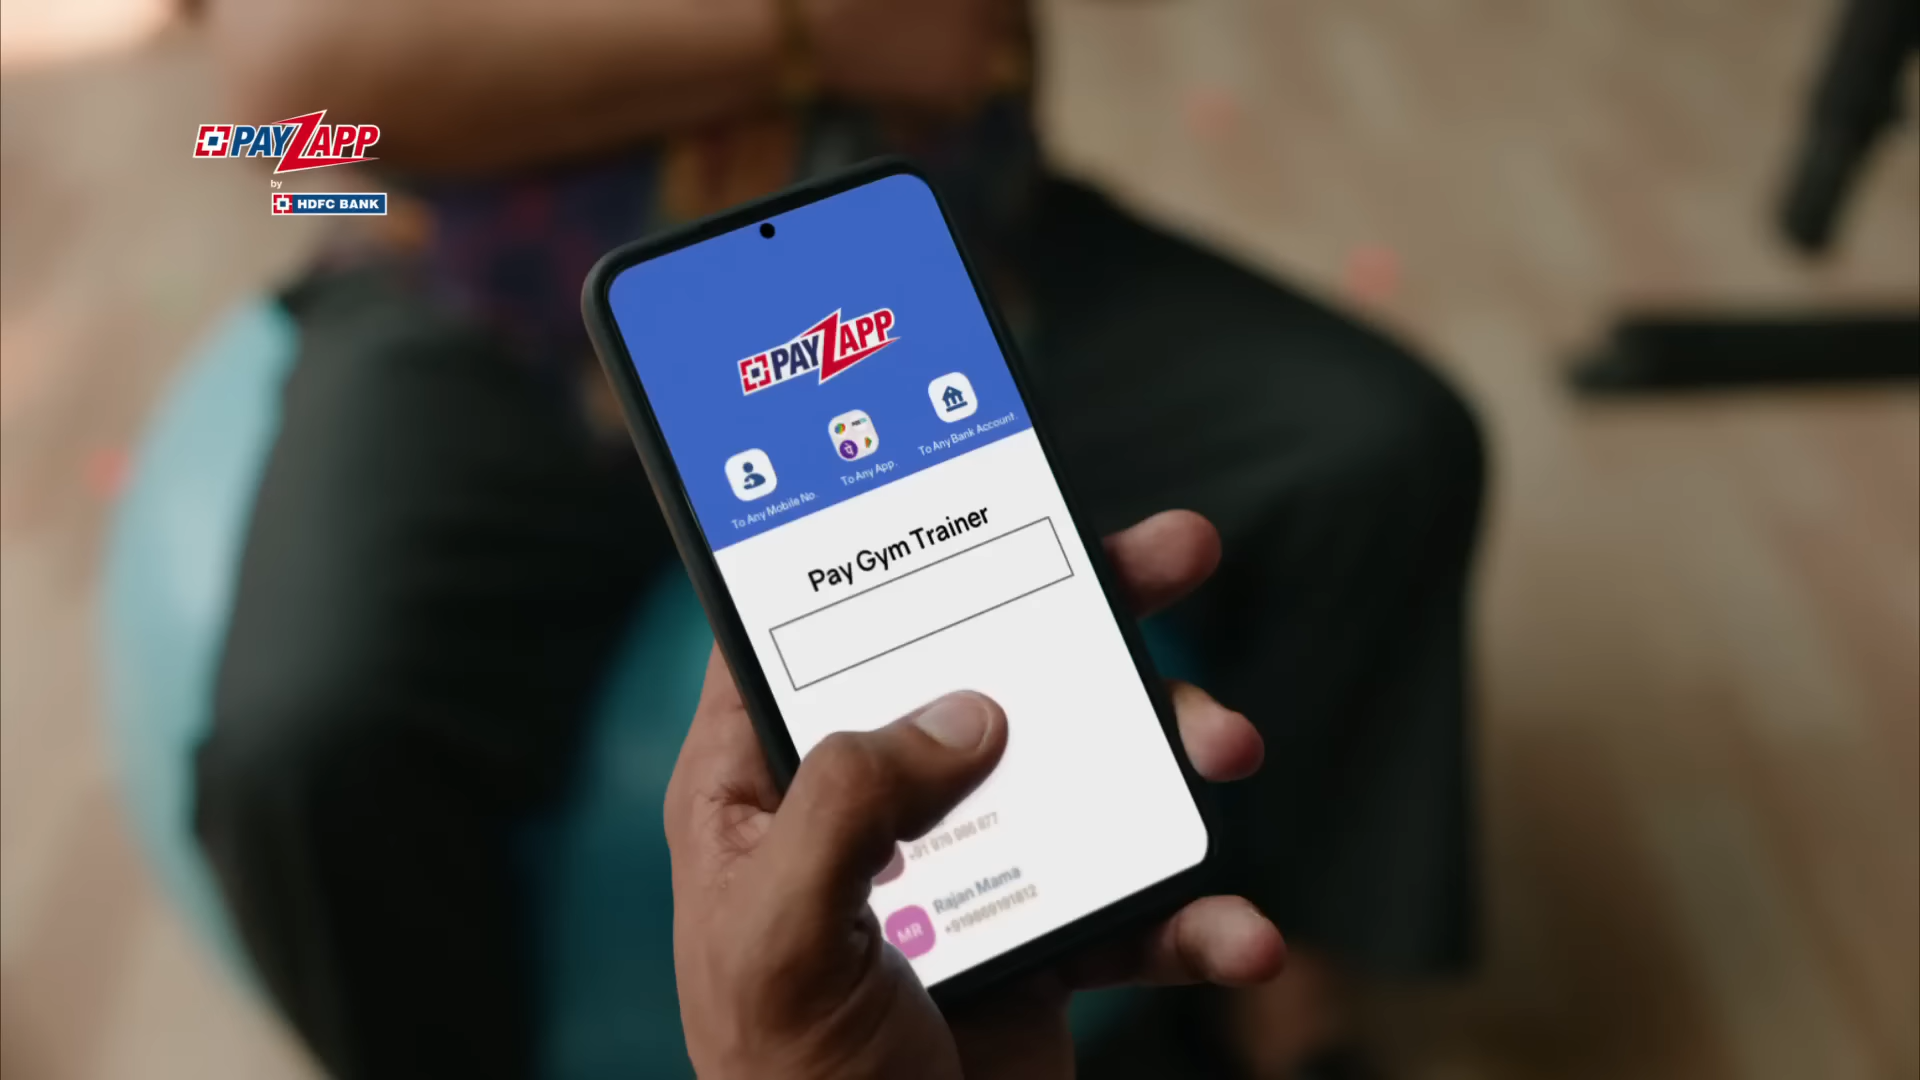 PAYZAPP
by
HDFC BANK
PAYZAPP
To Any Mobile No.
To Any App.
To Any Bank Account.
Pay Gym Trainer
Rajan Mama
MR